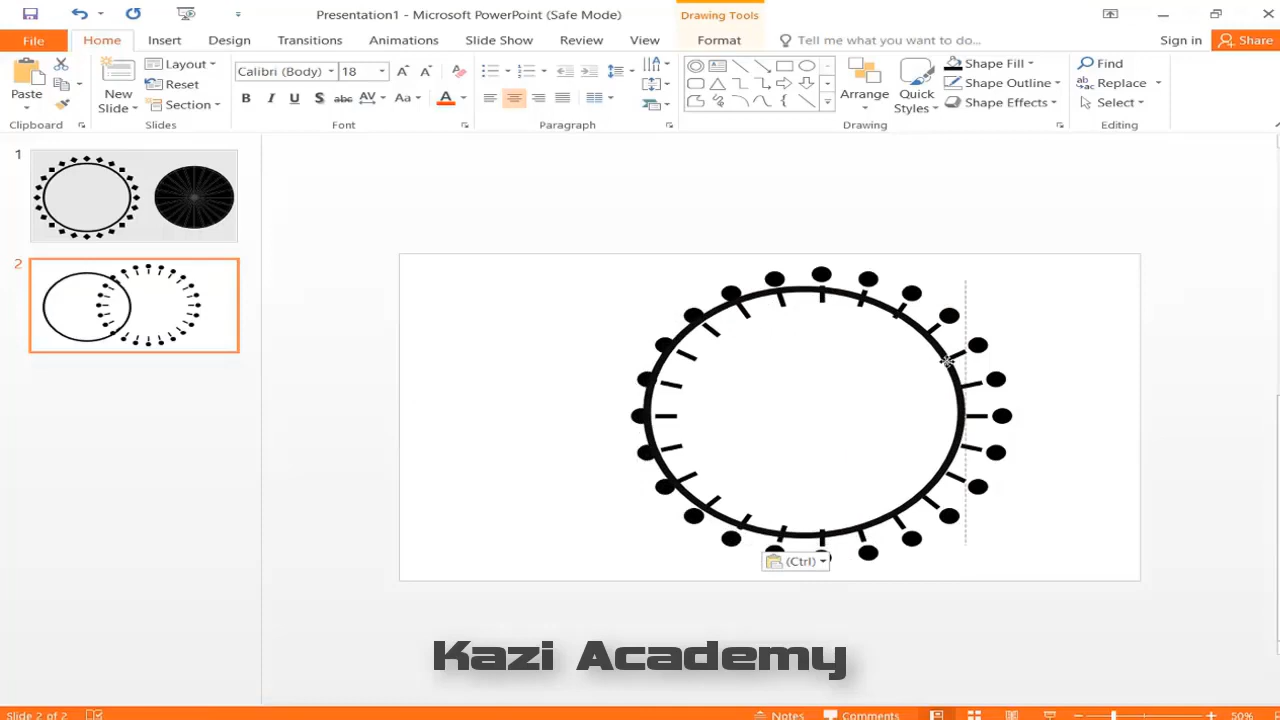 Presentation1 - Microsoft PowerPoint (Safe Mode)
Drawing Tools
File Home Insert Design Transitions Animations Slide Show Review View Format Tell me what you want to do... Sign in Share
Paste
Clipboard
New Slide
Layout
Reset
Section
Slides
Calibri (Body) 18
B I U S abc AV Aa A
Font
Paragraph
Arrange
Quick Styles
Shape Fill
Shape Outline
Shape Effects
Drawing
Find
Replace
Select
Editing
1
2
(Ctrl)
Kazi Academy
Slide 2 of 2
Notes
Comments
50%